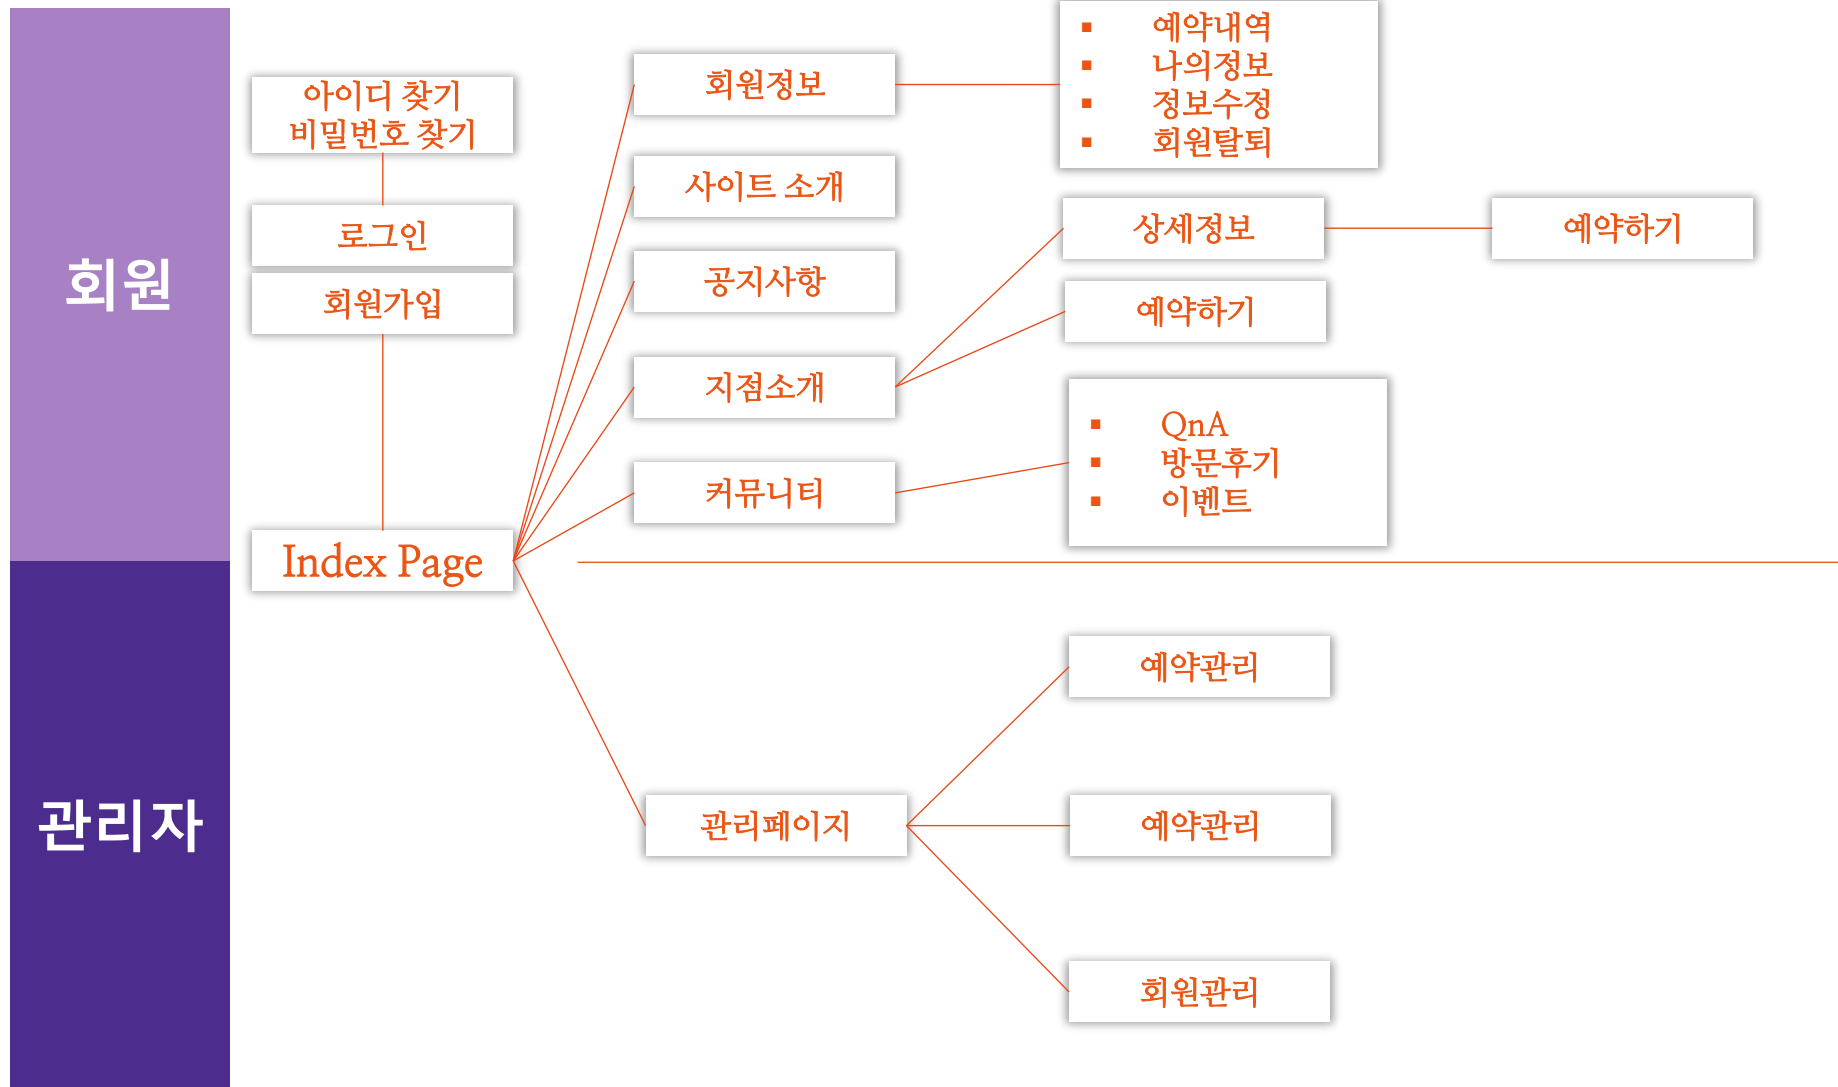 회원
아이디 찾기
비밀번호 찾기
로그인
회원가입
Index Page
회원정보
예약내역
나의정보
정보수정
회원탈퇴
사이트 소개
공지사항
지점소개
상세정보
예약하기
예약하기
커뮤니티
QnA
방문후기
이벤트
관리자
관리페이지
예약관리
예약관리
회원관리